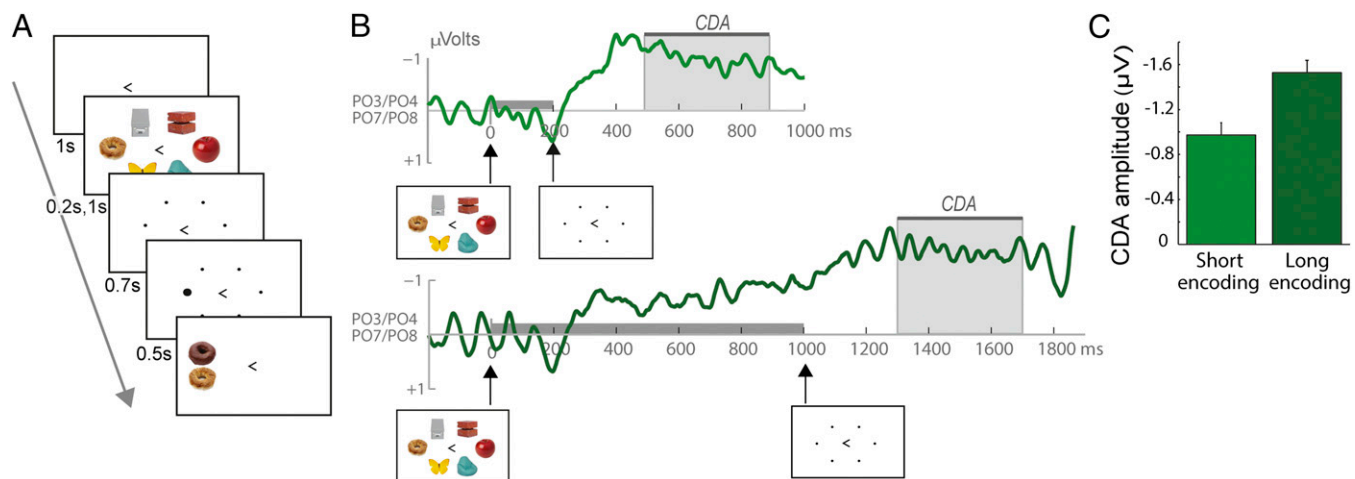 A
<
<
1s
0.2s,1s
<
0.7s
<
0.5s
<
B
CDA
μVolts
−1
PO3/PO4
PO7/PO8
0 200 400 600 800 1000 ms
+1
<
<
CDA
−1
PO3/PO4
PO7/PO8
0 200 400 600 800 1000 1200 1400 1600 1800 ms
+1
<
<
C
CDA amplitude (μV)
-1.6
-1.2
-0.8
-0.4
0
Short
encoding
Long
encoding